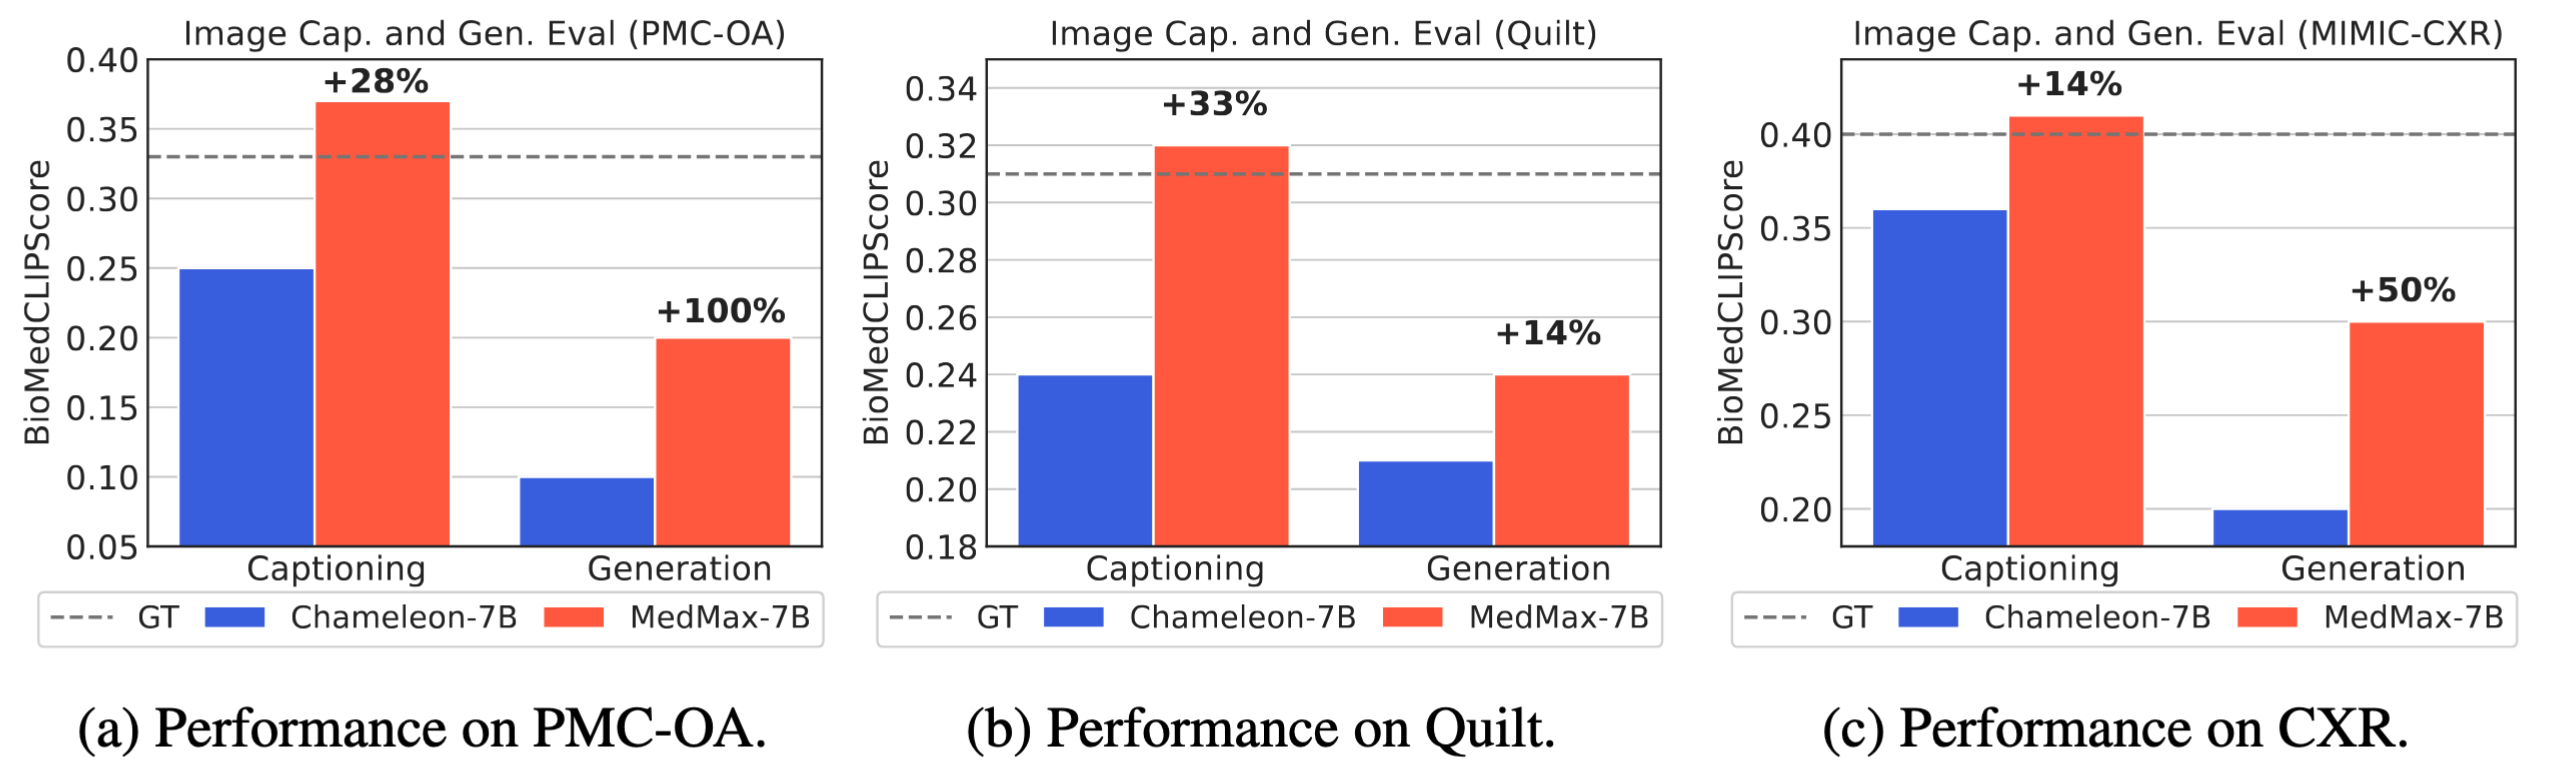 Image Cap. and Gen. Eval (PMC-OA)
BioMedCLIPScore
0.40
0.35
0.30
0.25
0.20
0.15
0.10
0.05
+28%
+100%
Captioning Generation
GT Chameleon-7B MedMax-7B
(a) Performance on PMC-OA.
Image Cap. and Gen. Eval (Quilt)
BioMedCLIPScore
0.34
0.32
0.30
0.28
0.26
0.24
0.22
0.20
0.18
+33%
+14%
Captioning Generation
GT Chameleon-7B MedMax-7B
(b) Performance on Quilt.
Image Cap. and Gen. Eval (MIMIC-CXR)
BioMedCLIPScore
0.40
0.35
0.30
0.25
0.20
+14%
+50%
Captioning Generation
GT Chameleon-7B MedMax-7B
(c) Performance on CXR.